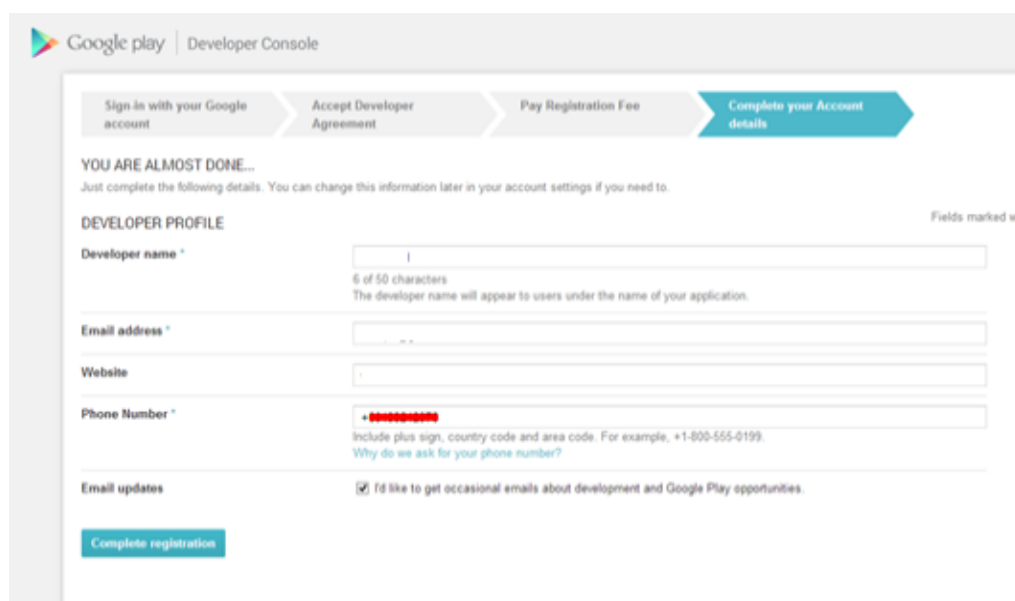 Google play | Developer Console
Sign in with your Google account
Accept Developer Agreement
Pay Registration Fee
Complete your Account details
YOU ARE ALMOST DONE...
Just complete the following details. You can change this information later in your account settings if you need to.
DEVELOPER PROFILE
Fields marked w
Developer name *
6 of 50 characters
The developer name will appear to users under the name of your application.
Email address *
Website
Phone Number *
+
Include plus sign, country code and area code. For example, +1-800-555-0199.
Why do we ask for your phone number?
Email updates
I'd like to get occasional emails about development and Google Play opportunities.
Complete registration